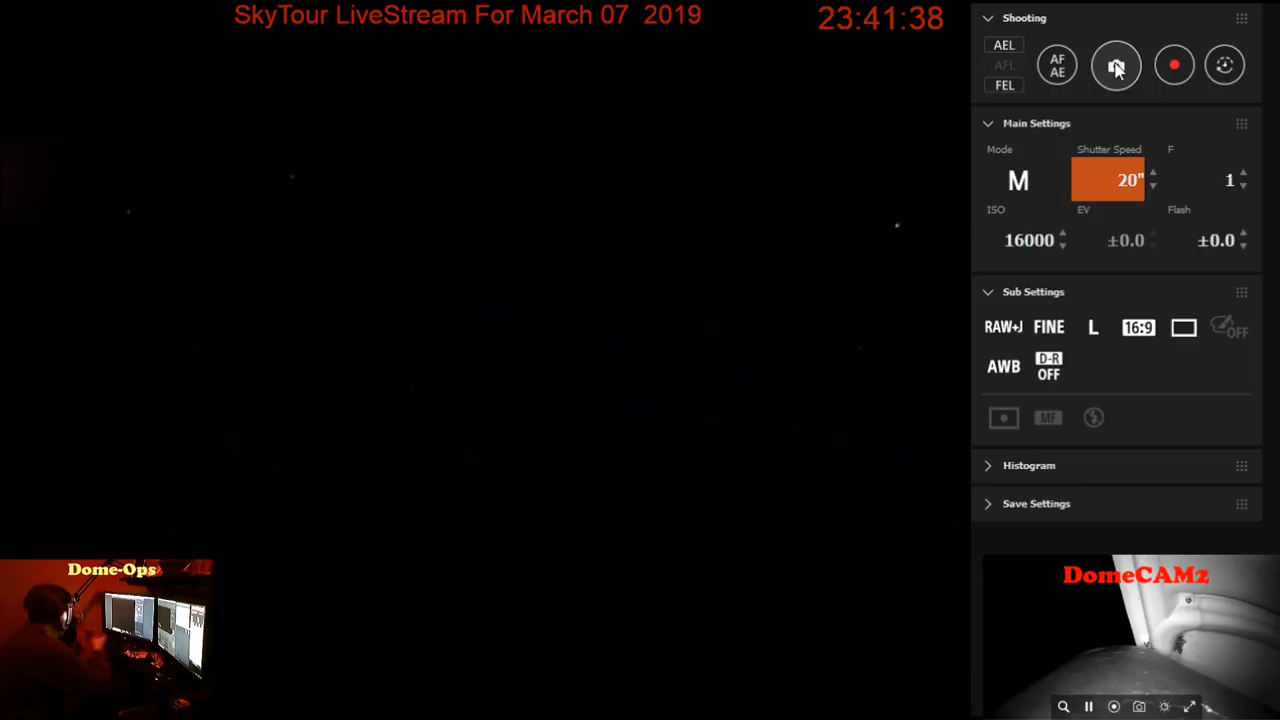 SkyTour LiveStream For March 07 2019
23:41:38
Shooting
AEL
AFL
FEL
AF
AE
Main Settings
Mode
Shutter Speed
F
M
20"
1
ISO
EV
Flash
16000
±0.0
±0.0
Sub Settings
RAW+J
FINE
L
16:9
OFF
AWB
D-R
OFF
MF
Histogram
Save Settings
Dome-Ops
DomeCAM2